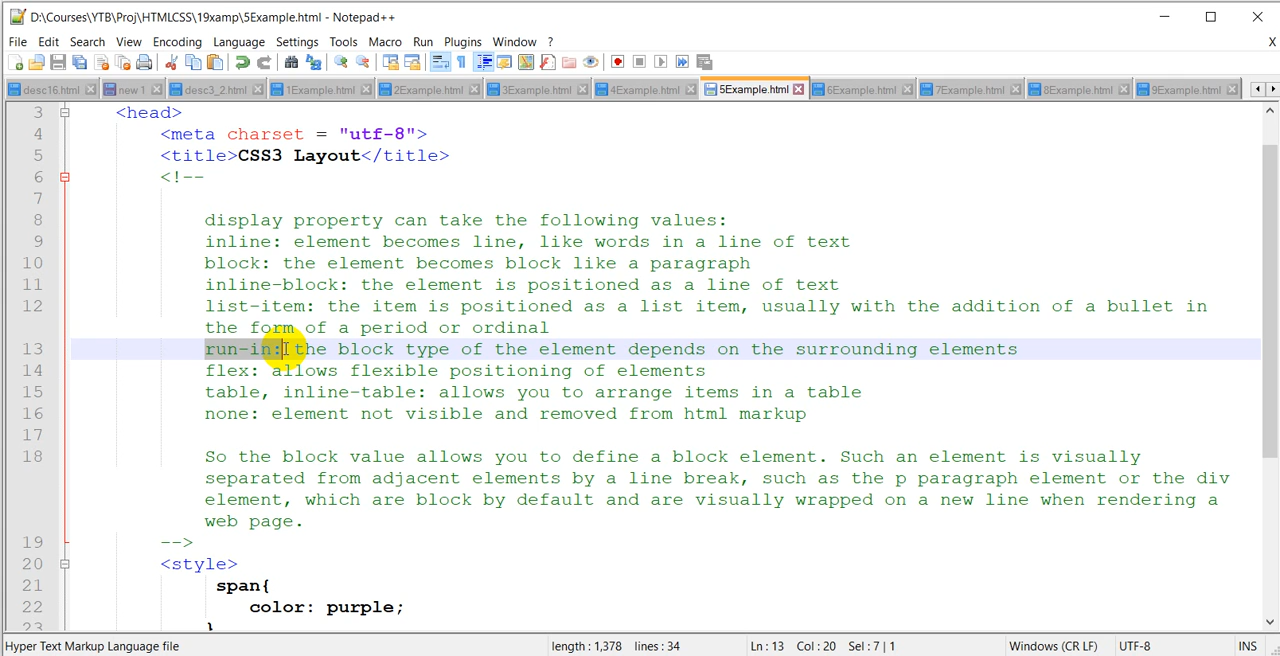 D:\Courses\YTB\Proj\HTMLCSS\19xamp\5Example.html - Notepad++
File Edit Search View Encoding Language Settings Tools Macro Run Plugins Window ? X
desc16.html new 1 desc3_2.html 1Example.html 2Example.html 3Example.html 4Example.html 5Example.html 6Example.html 7Example.html 8Example.html 9Example.html
3 <head>
4 <meta charset = "utf-8">
5 <title>CSS3 Layout</title>
6 <!--
7
8 display property can take the following values:
9 inline: element becomes line, like words in a line of text
10 block: the element becomes block like a paragraph
11 inline-block: the element is positioned as a line of text
12 list-item: the item is positioned as a list item, usually with the addition of a bullet in
the form of a period or ordinal
13 run-in: the block type of the element depends on the surrounding elements
14 flex: allows flexible positioning of elements
15 table, inline-table: allows you to arrange items in a table
16 none: element not visible and removed from html markup
17
18 So the block value allows you to define a block element. Such an element is visually
separated from adjacent elements by a line break, such as the p paragraph element or the div
element, which are block by default and are visually wrapped on a new line when rendering a
web page.
19 -->
20 <style>
21 span{
22 color: purple;
23 }
Hyper Text Markup Language file length : 1,378 lines : 34 Ln : 13 Col : 20 Sel : 7 | 1 Windows (CR LF) UTF-8 INS